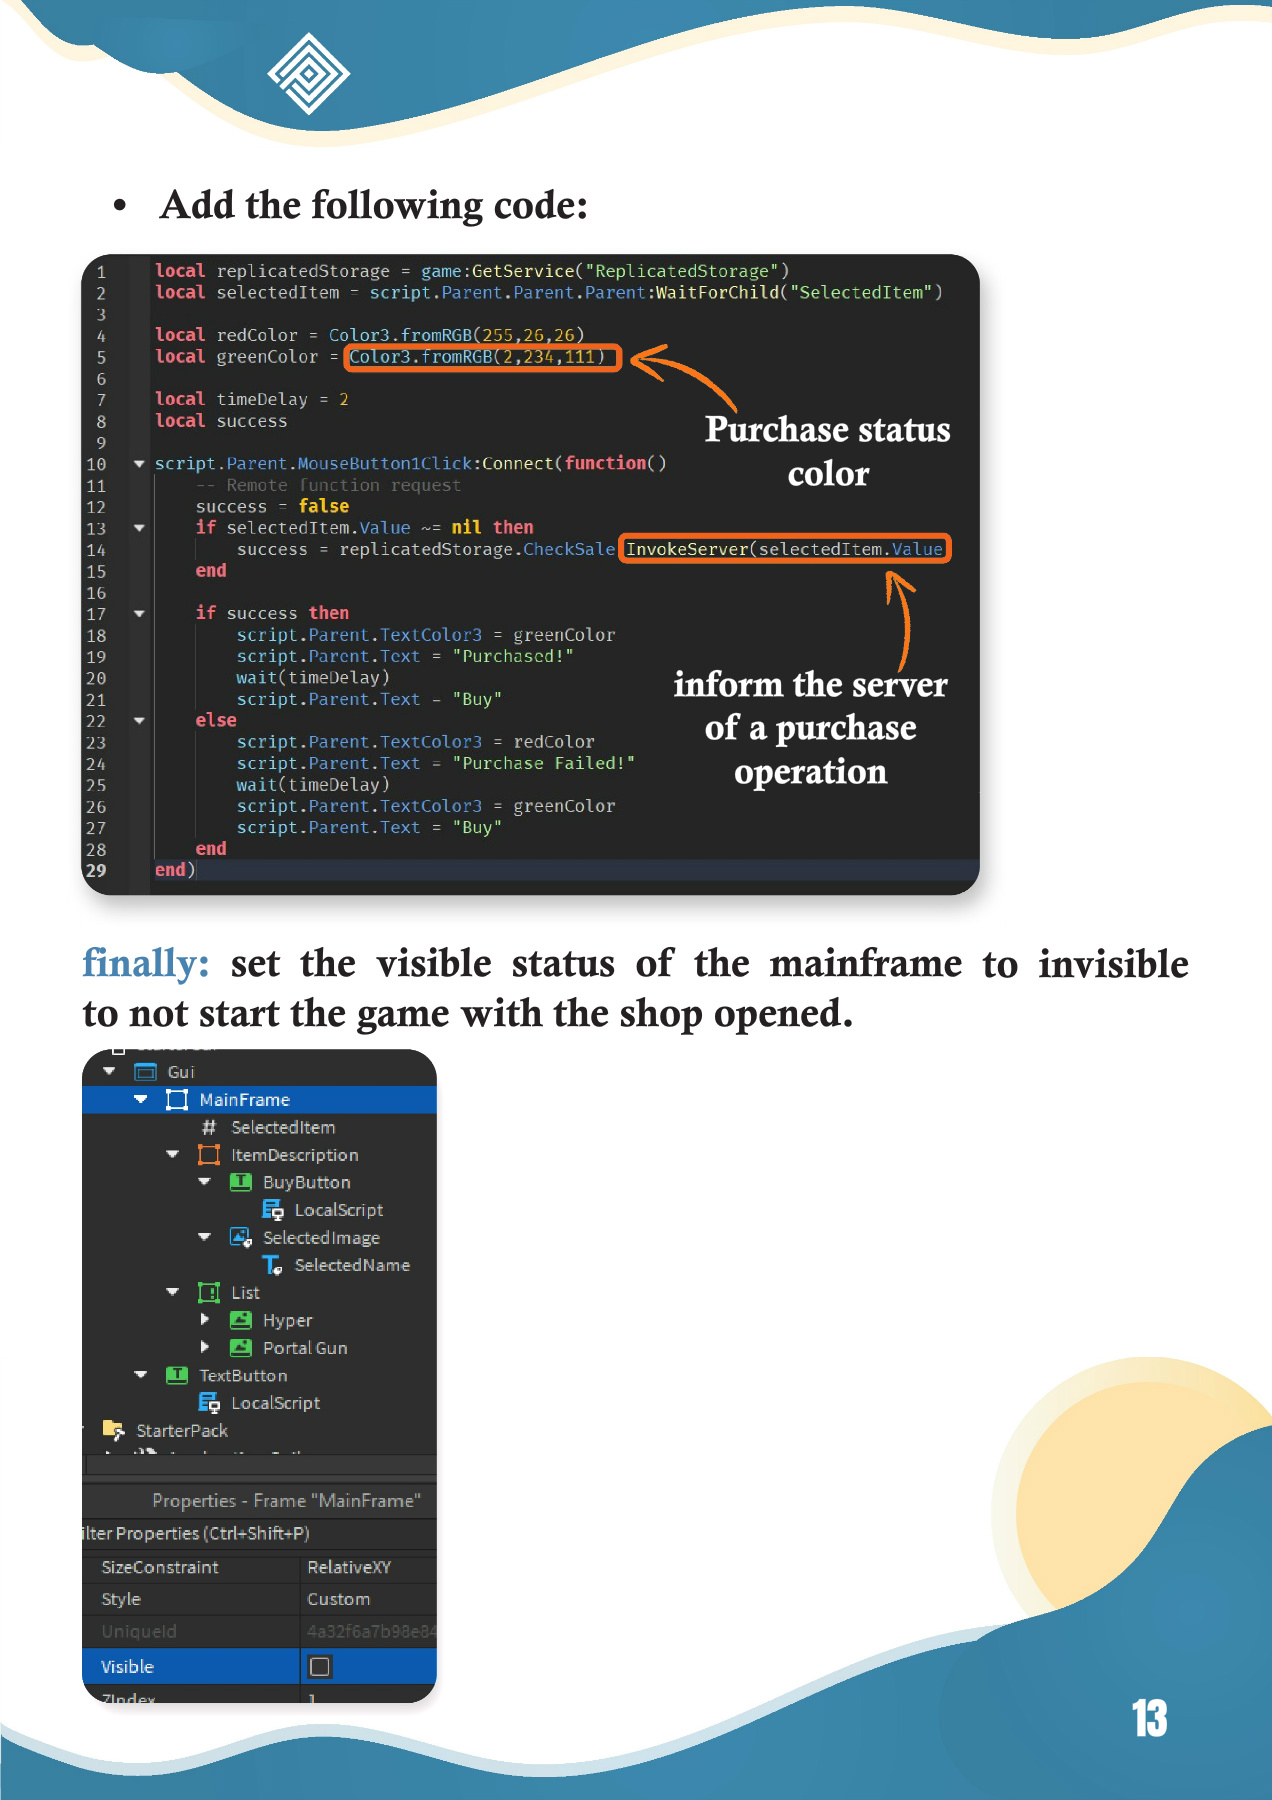 • Add the following code:
1 local replicatedStorage = game:GetService("ReplicatedStorage")
2 local selectedItem = script.Parent.Parent.Parent:WaitForChild("SelectedItem")
3
4 local redColor = Color3.fromRGB(255,26,26)
5 local greenColor = Color3.fromRGB(2,234,111)
6
7 local timeDelay = 2
8 local success
9
10 script.Parent.MouseButton1Click:Connect(function()
11 -- Remote function request
12 success = false
13 if selectedItem.Value ~= nil then
14 success = replicatedStorage.CheckSale InvokeServer(selectedItem.Value
15 end
16
17 if success then
18 script.Parent.TextColor3 = greenColor
19 script.Parent.Text = "Purchased!"
20 wait(timeDelay)
21 script.Parent.Text = "Buy"
22 else
23 script.Parent.TextColor3 = redColor
24 script.Parent.Text = "Purchase Failed!"
25 wait(timeDelay)
26 script.Parent.TextColor3 = greenColor
27 script.Parent.Text = "Buy"
28 end
29 end)
Purchase status
color
inform the server
of a purchase
operation
finally: set the visible status of the mainframe to invisible
to not start the game with the shop opened.
Gui
MainFrame
# SelectedItem
ItemDescription
BuyButton
LocalScript
SelectedImage
SelectedName
List
Hyper
Portal Gun
TextButton
LocalScript
StarterPack
Properties - Frame "MainFrame"
ilter Properties (Ctrl+Shift+P)
SizeConstraint RelativeXY
Style Custom
UniqueId 4a32f6a7b98e84
Visible
ZIndex 1
13